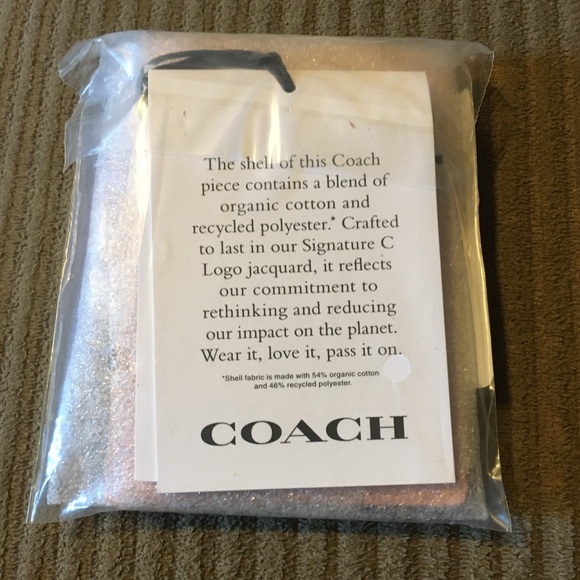 The shell of this Coach
piece contains a blend of
organic cotton and
recycled polyester.* Crafted
to last in our Signature C
Logo jacquard, it reflects
our commitment to
rethinking and reducing
our impact on the planet.
Wear it, love it, pass it on.
*Shell fabric is made with 54% organic cotton
and 46% recycled polyester.
COACH